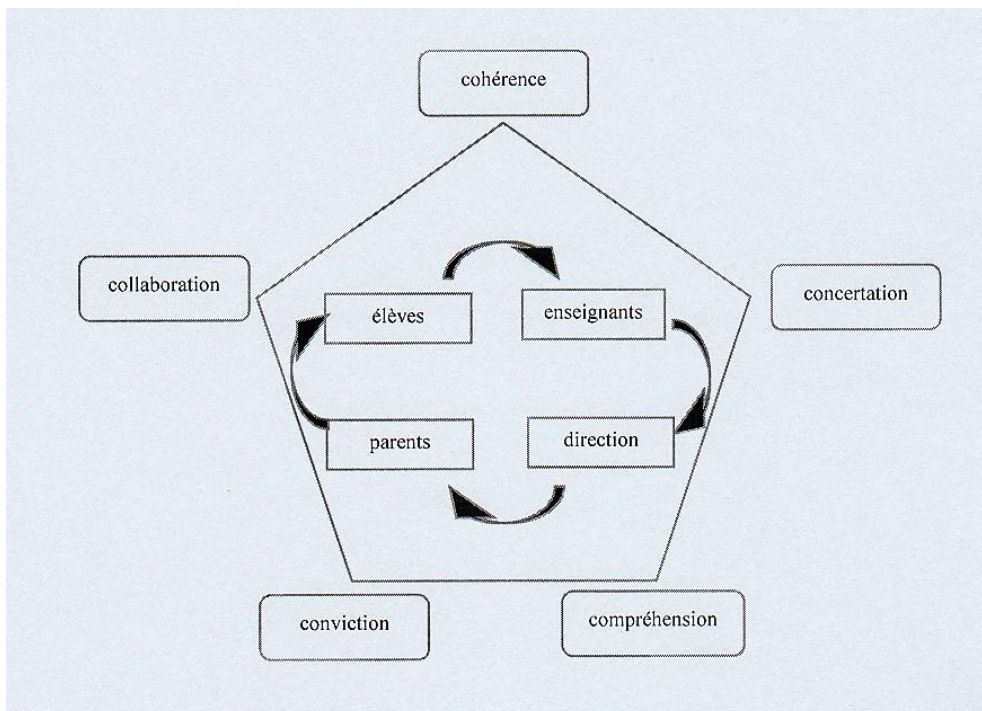 cohérence
collaboration
concertation
élèves
enseignants
parents
direction
conviction
compréhension